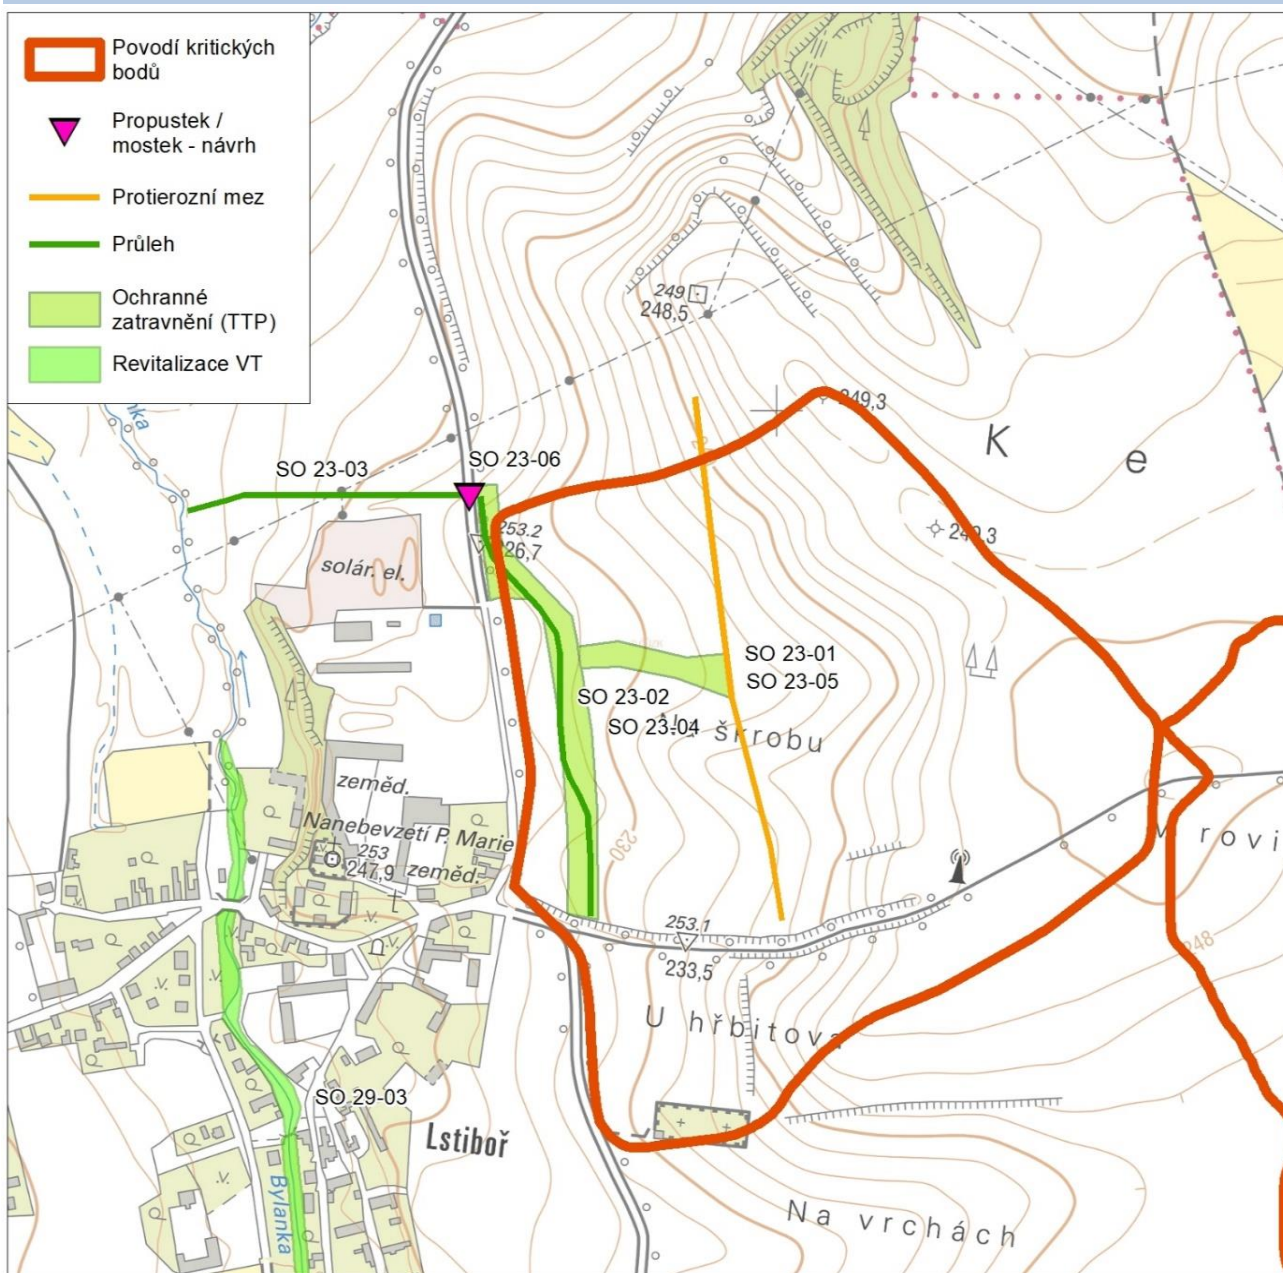 Povodí kritických
bodů
Propustek /
mostek - návrh
Protierozní mez
Průleh
Ochranné
zatravnění (TTP)
Revitalizace VT
249
248,5
249,3
K e
SO 23-03
SO 23-06
253.2
226,7
249,3
solár. el.
SO 23-01
SO 23-05
SO 23-02
SO 23-04
škrobu
zeměd.
Nanebevzetí P. Marie
253
247,9
zeměd.
230
V rovi
253.1
233,5
248
U hřbitova
SO 29-03
Lstiboř
Bylanka
Na vrchách